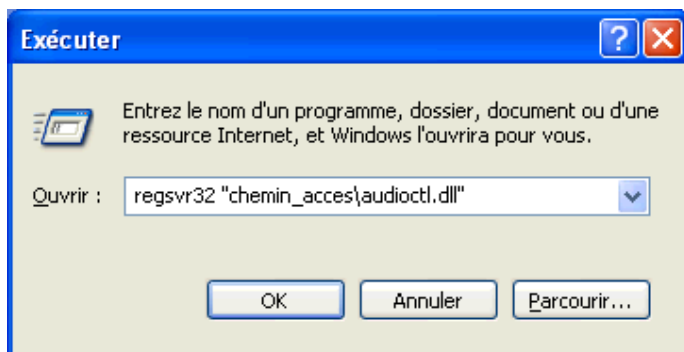 Exécuter
Entrez le nom d'un programme, dossier, document ou d'une
ressource Internet, et Windows l'ouvrira pour vous.
Ouvrir : regsvr32 "chemin_acces\audioctl.dll"
OK Annuler Parcourir...